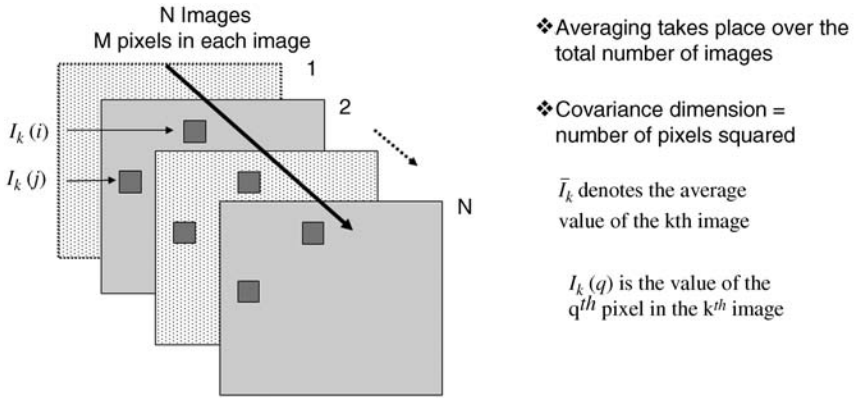 N Images
M pixels in each image
1
2
N
I_k (i)
I_k (j)
❖Averaging takes place over the
total number of images
❖Covariance dimension =
number of pixels squared
Ī_k denotes the average
value of the kth image
I_k (q) is the value of the
q^th pixel in the k^th image